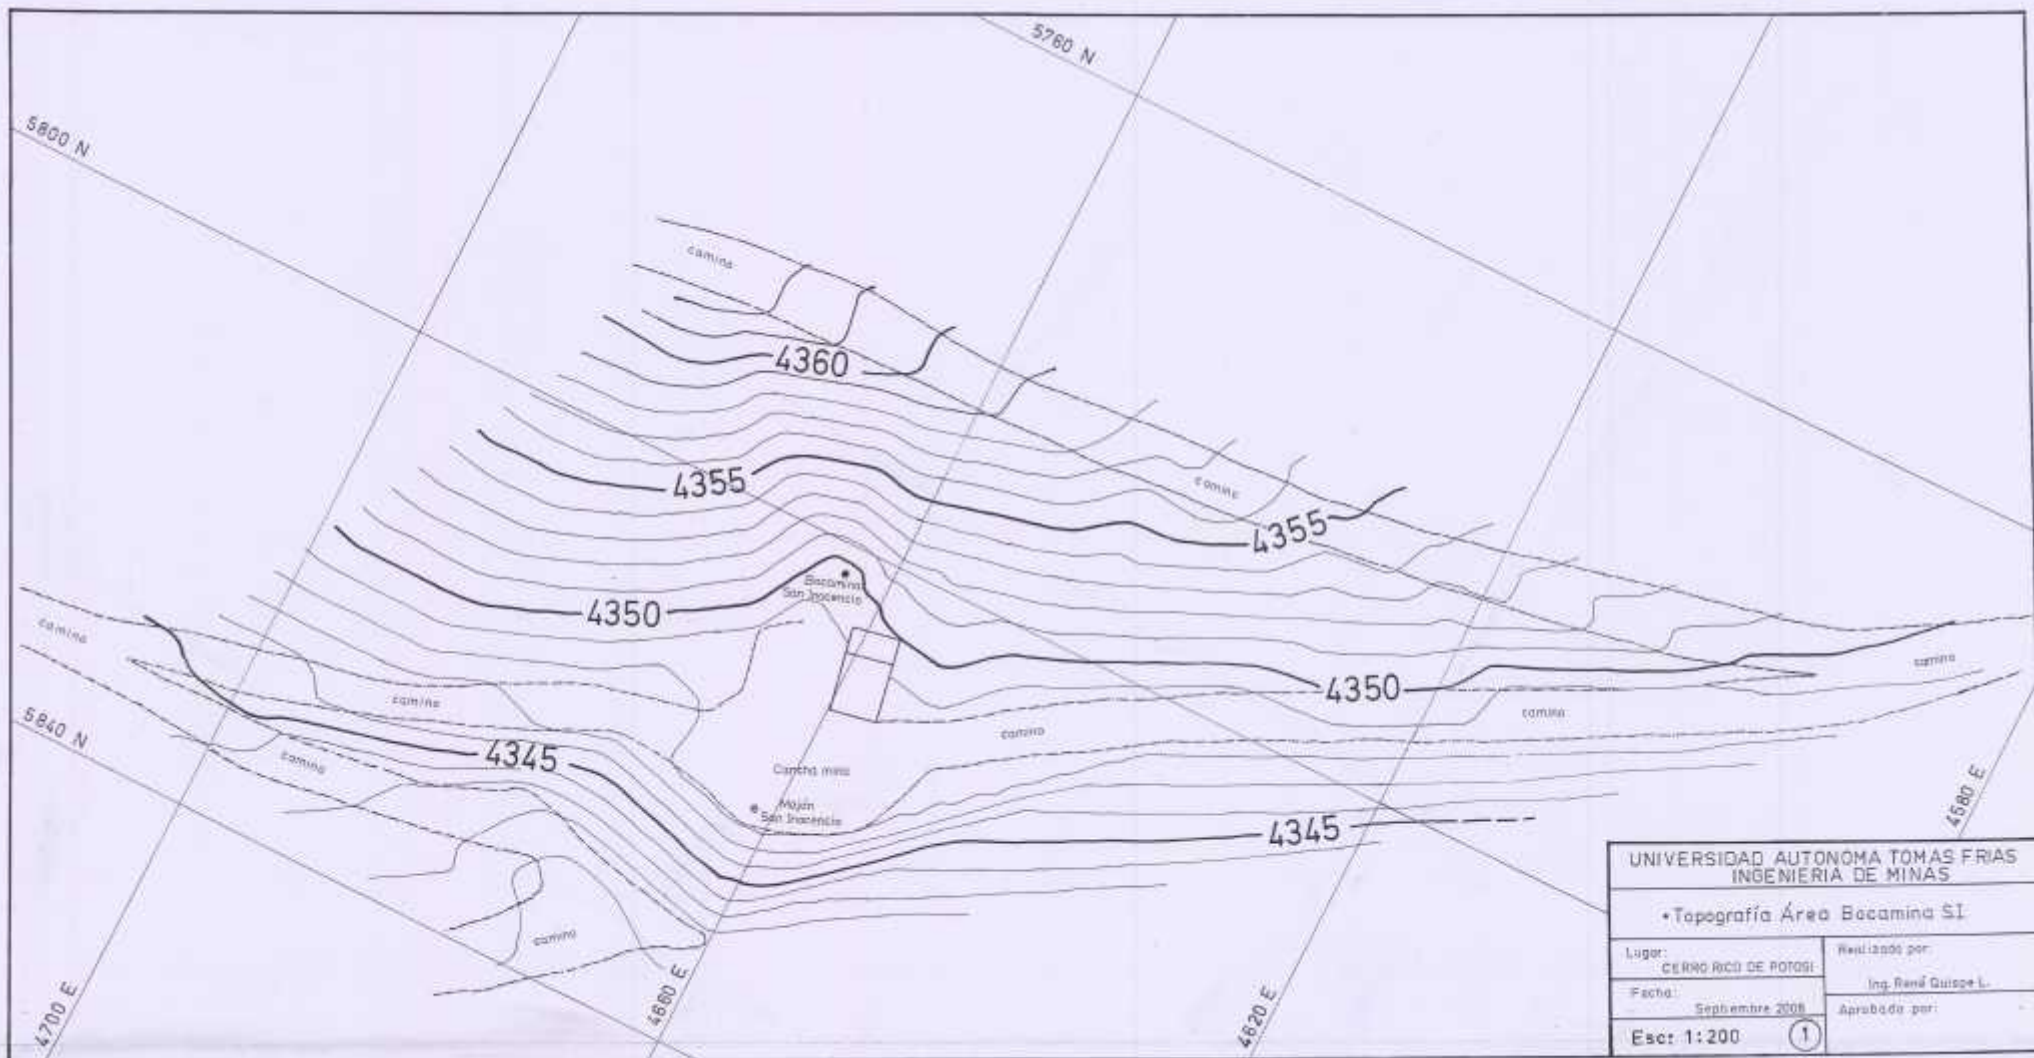 5760 N
5800 N
camino
4360
4355
camino
4355
Bocamina
San Inocencio
4350
camino
camino
4350
camino
camino
camino
5840 N
camino
4345
Cancha mina
Mojón
San Inocencio
4345
camino
4580 E
4700 E
4660 E
4620 E
UNIVERSIDAD AUTONOMA TOMAS FRIAS
INGENIERIA DE MINAS
•Topografía Área Bocamina S.I
Lugar:
CERRO RICO DE POTOSI
Realizado por:
Ing. René Quispe L.
Fecha:
Septiembre
Aprobado por:
Esc: 1:200
1